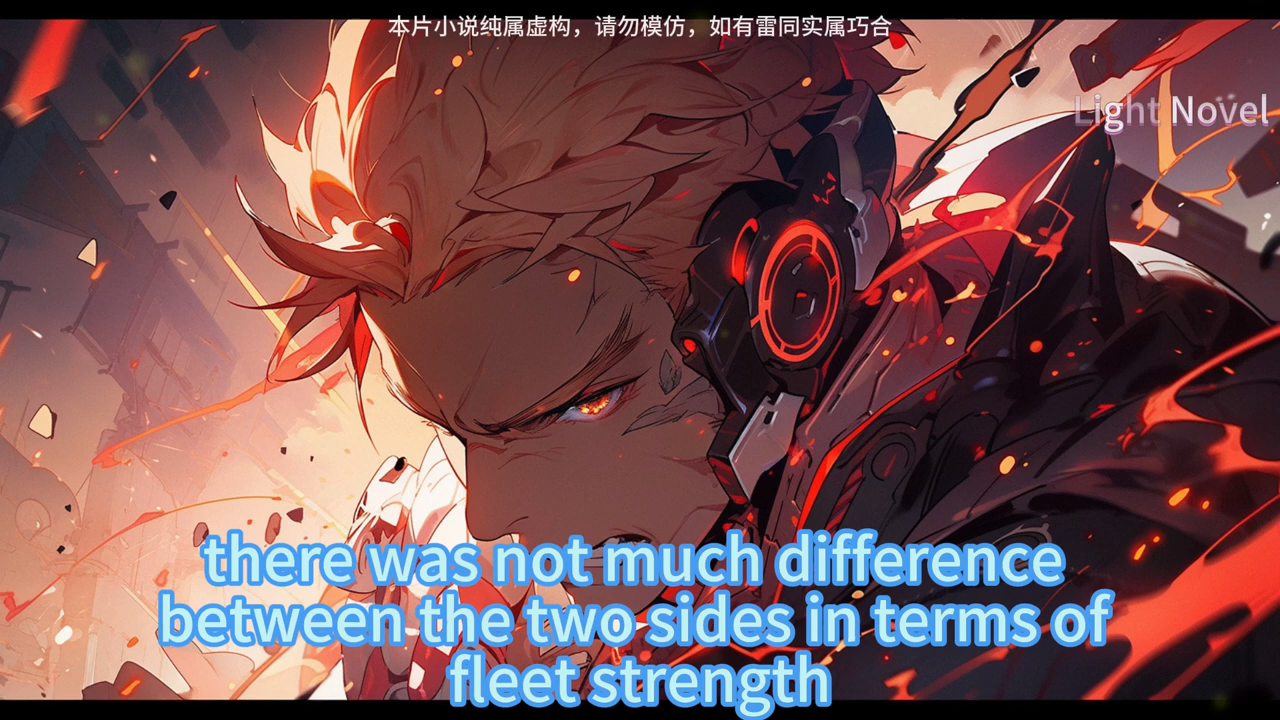 本片小说纯属虚构，请勿模仿，如有雷同实属巧合
Light Novel
there was not much difference
between the two sides in terms of
fleet strength